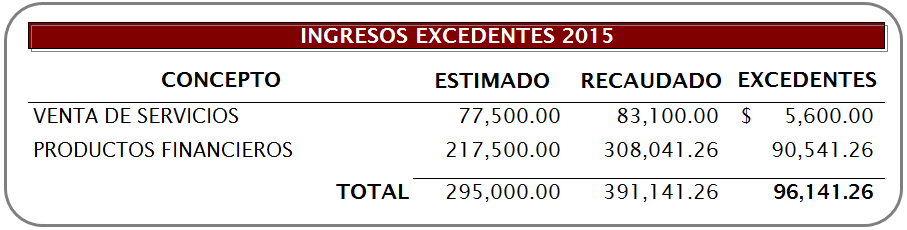 INGRESOS EXCEDENTES 2015
CONCEPTO ESTIMADO RECAUDADO EXCEDENTES
VENTA DE SERVICIOS 77,500.00 83,100.00 $ 5,600.00
PRODUCTOS FINANCIEROS 217,500.00 308,041.26 90,541.26
TOTAL 295,000.00 391,141.26 96,141.26